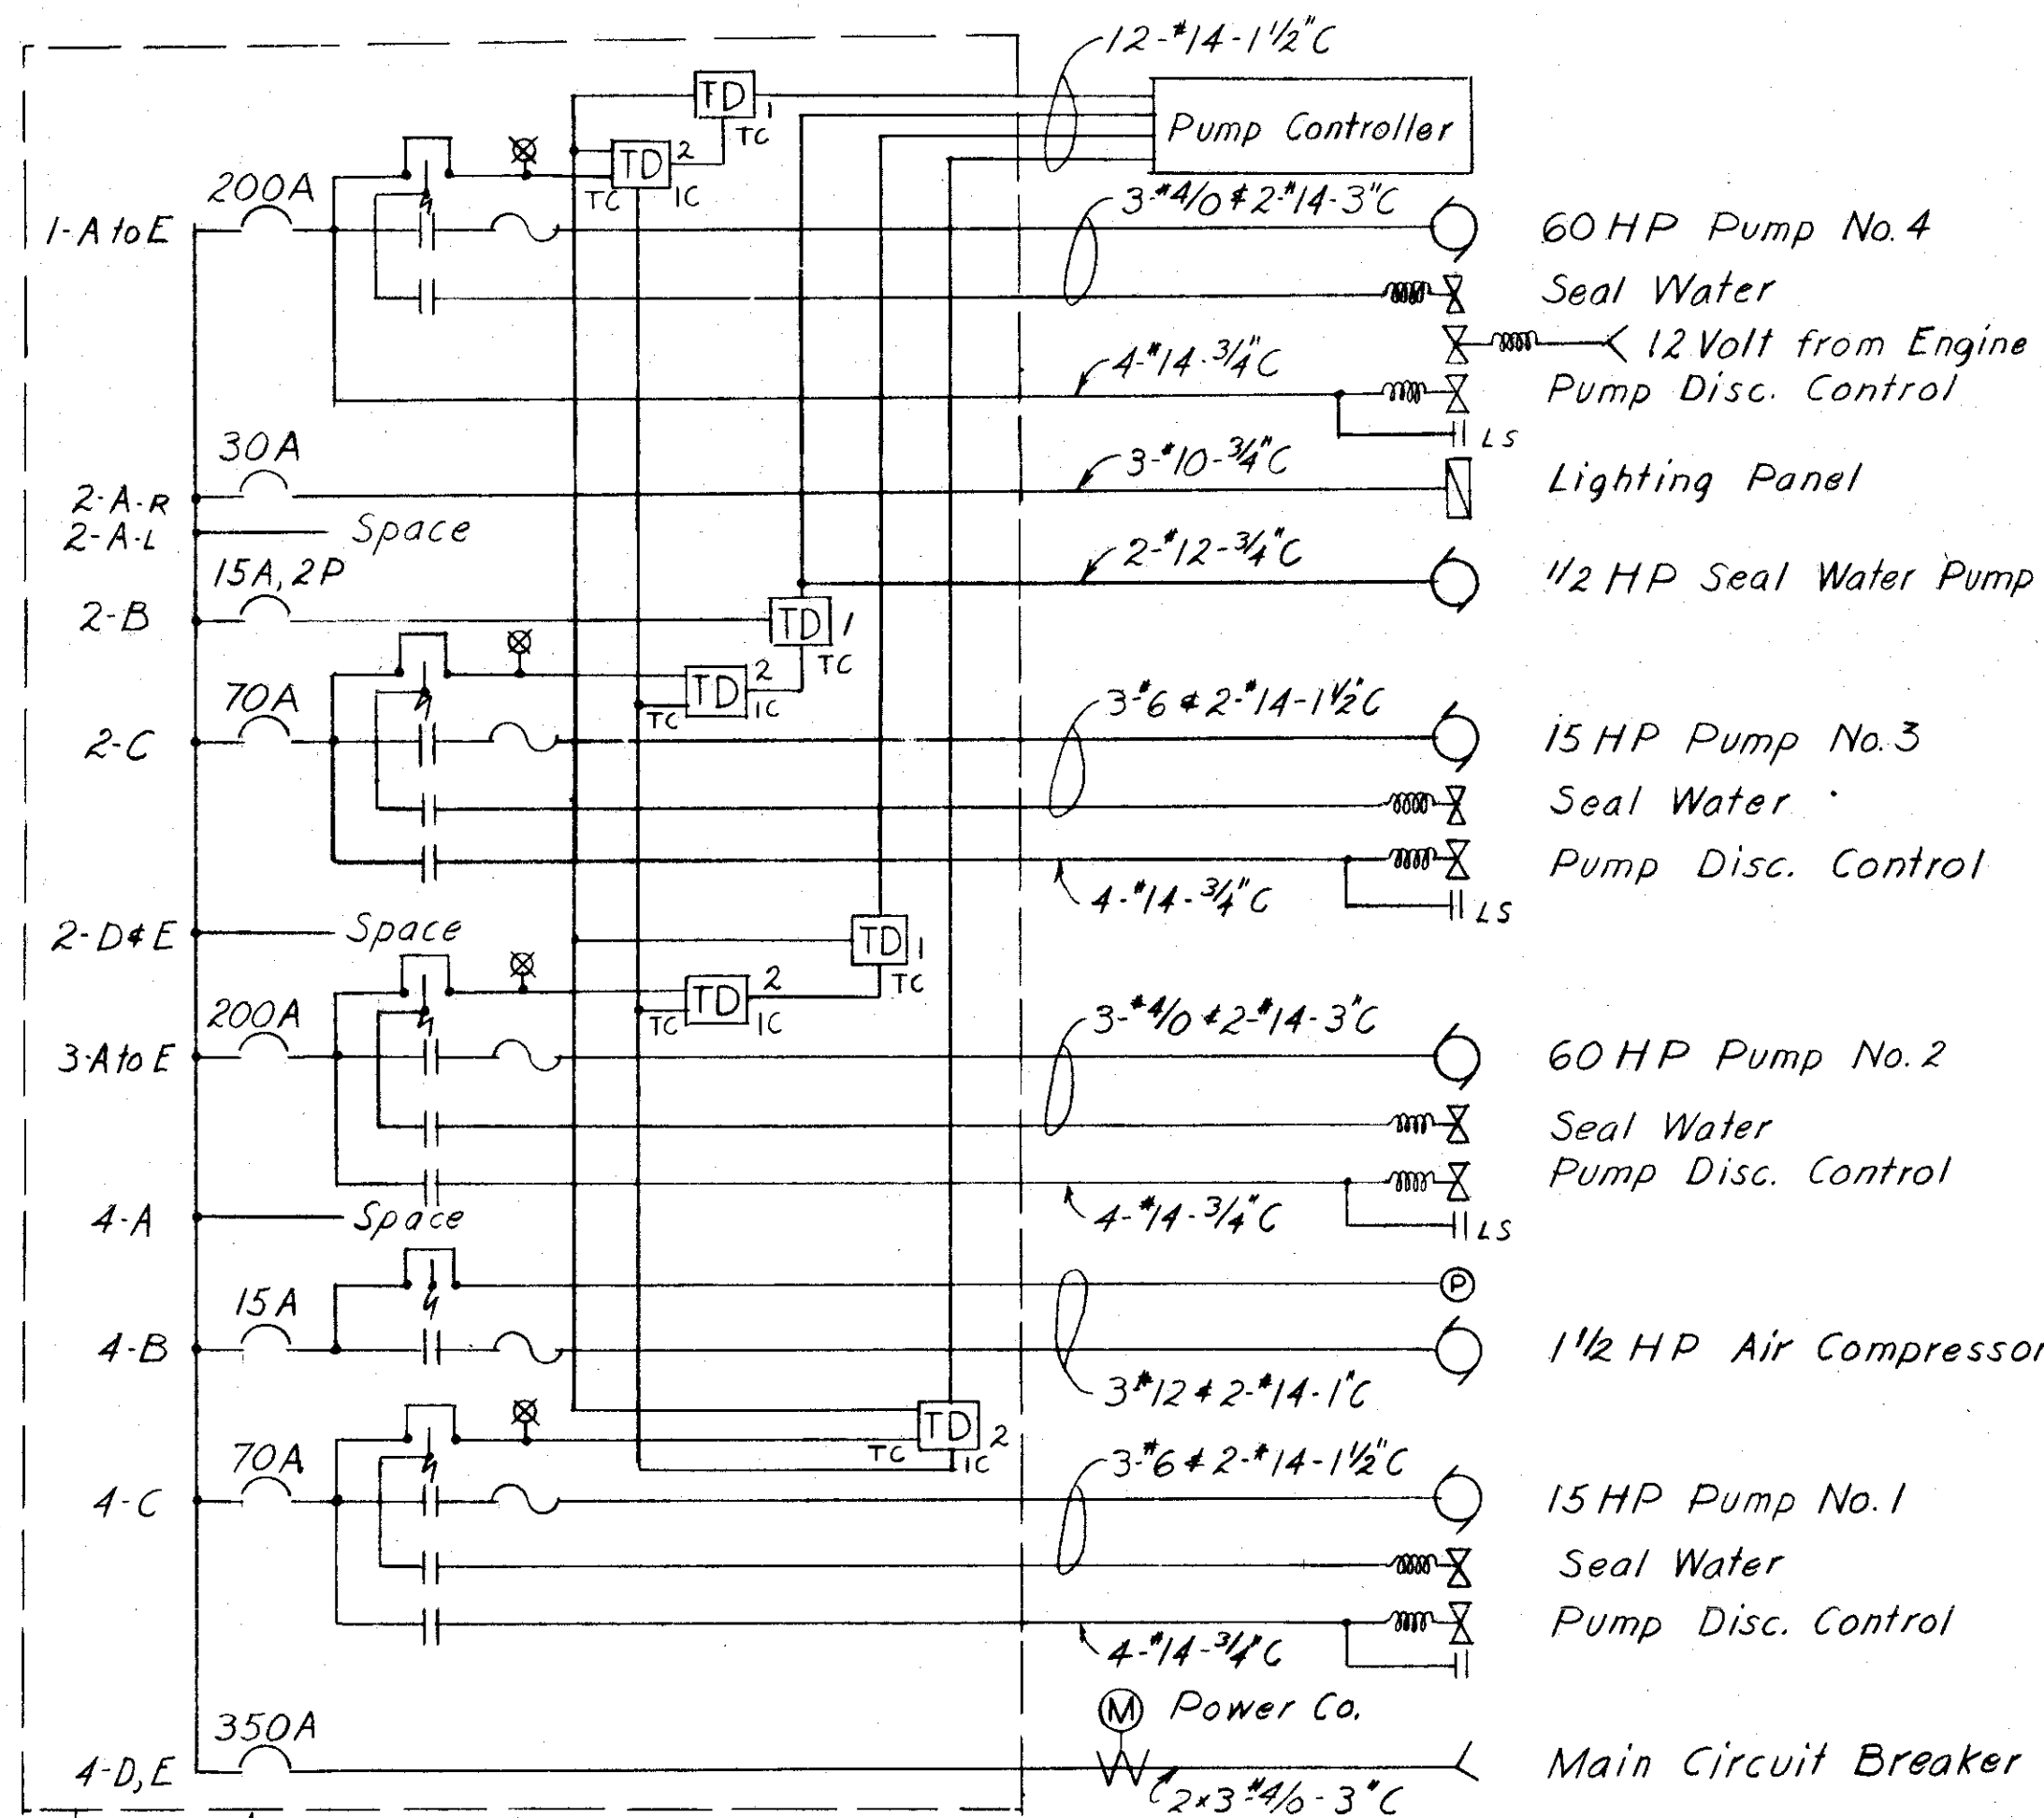 12-#14-1 1/2"C
TD 1
TC
Pump Controller
TD 2
TC 1C
200A
3-#4/0 & 2-#14-3"C
1-A to E
60 HP Pump No. 4
Seal Water
12 Volt from Engine
4-#14-3/4"C
Pump Disc. Control
LS
30A
3-#10-3/4"C
2-A-R
Lighting Panel
2-A-L
Space
15A, 2P
2-#12-3/4"C
1/2 HP Seal Water Pump
2-B
TD 1
TC
TD 2
TC 1C
70A
3-#6 & 2-#14-1 1/2"C
2-C
15 HP Pump No. 3
Seal Water
Pump Disc. Control
4-#14-3/4"C
LS
2-D & E
Space
TD 1
TC
TD 2
TC 1C
200A
3-#4/0 & 2-#14-3"C
3-A to E
60 HP Pump No. 2
Seal Water
Pump Disc. Control
4-A
Space
4-#14-3/4"C
LS
P
15A
4-B
1 1/2 HP Air Compressor
3#12 & 2-#14-1"C
TD 2
TC 1C
70A
3-#6 & 2-#14-1 1/2"C
4-C
15 HP Pump No. 1
Seal Water
Pump Disc. Control
4-#14-3/4"C
M Power Co.
350A
4-D, E
Main Circuit Breaker
2x3-#4/0-3"C